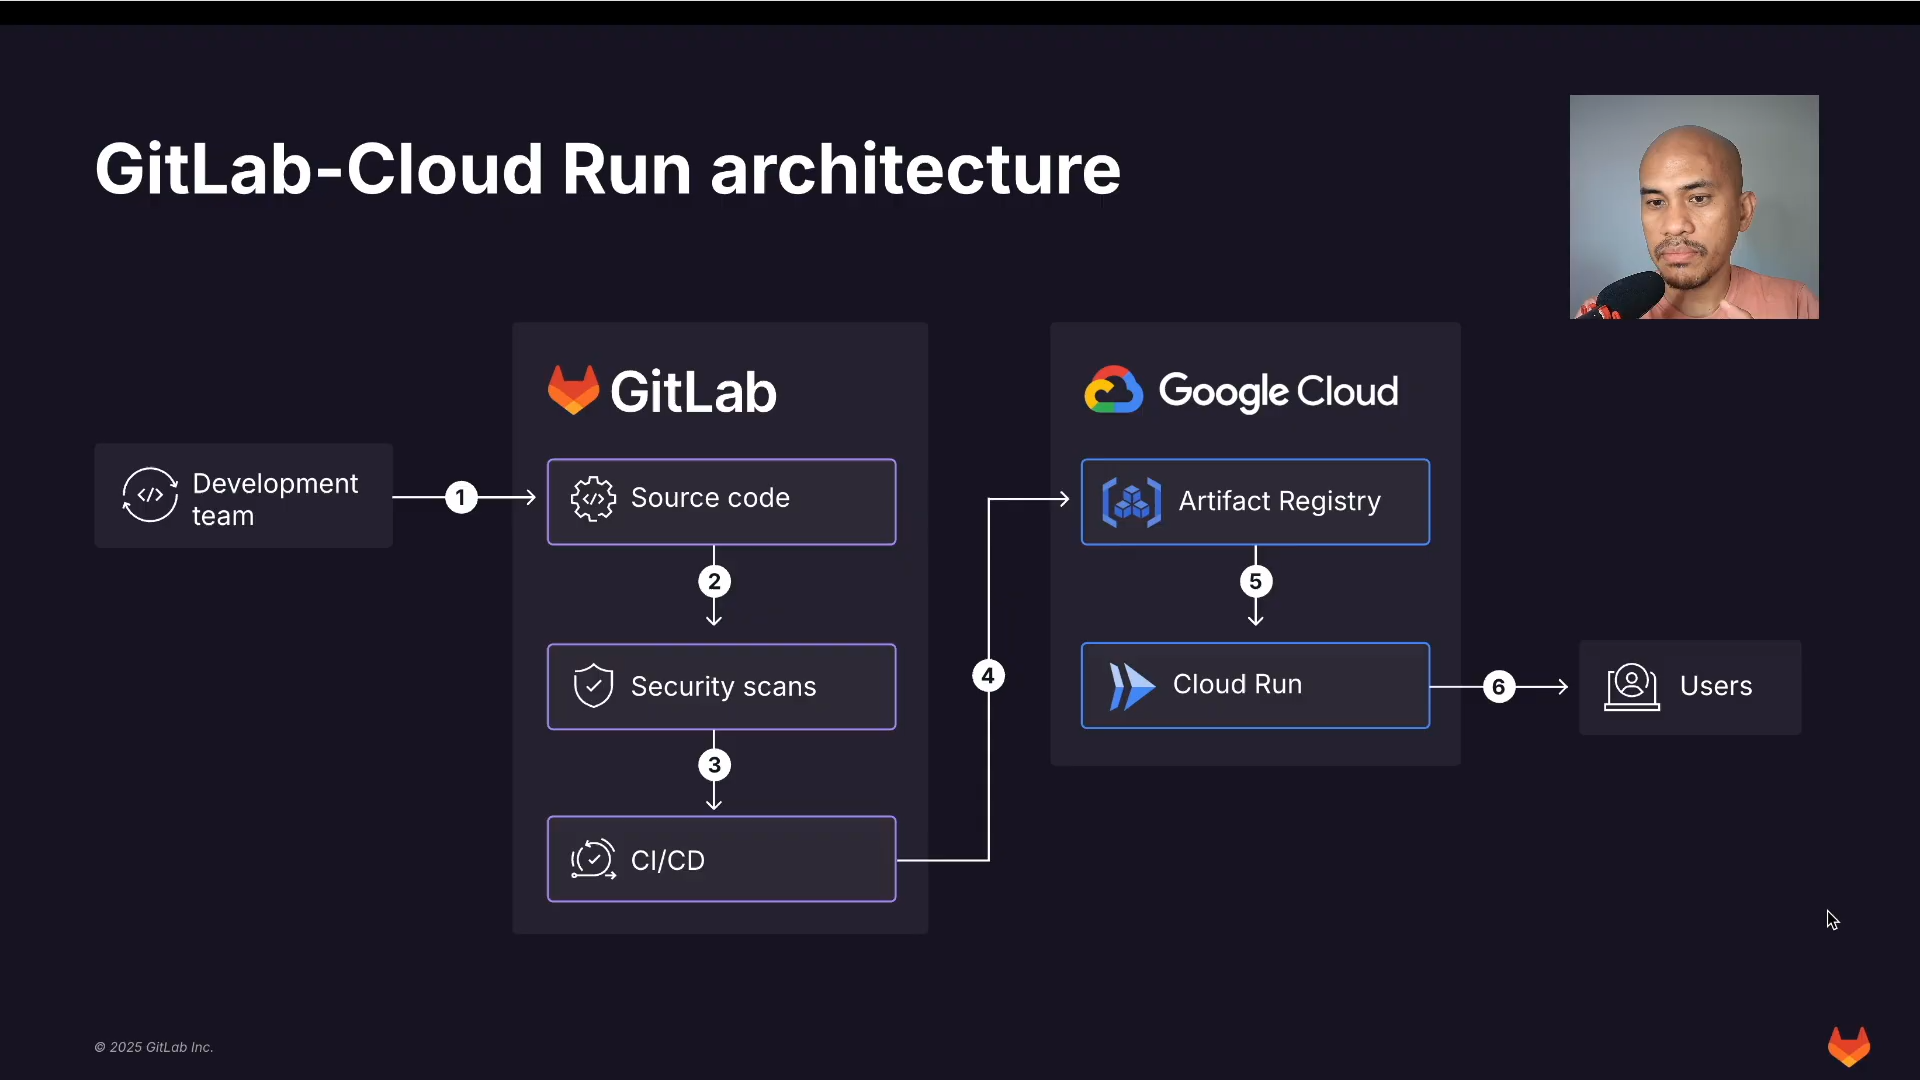 GitLab-Cloud Run architecture
GitLab
Google Cloud
Development
team
1
Source code
Artifact Registry
2
5
Security scans
4
Cloud Run
6
Users
3
CI/CD
© 2025 GitLab Inc.